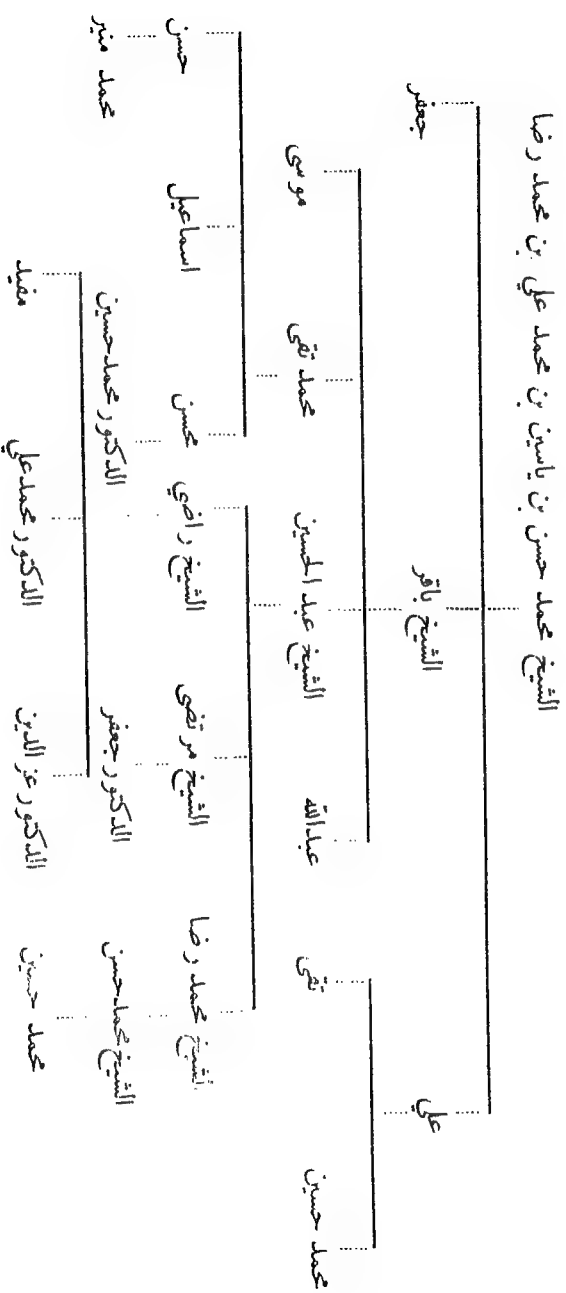 الشيخ محمد حسن بن ياسين بن محمد علي بن محمد رضا
علي الشيخ باقر جعفر
محمد حسين تقي عبدالله الشيخ عبد الحسين محمد تقي موسى
الشيخ محمد رضا الشيخ مرتضى الشيخ راضي محسن اسماعيل حسن
الشيخ محمد حسن الدكتور جعفر الدكتور محمد حسين محمد منير
محمد حسين الدكتور عز الدين الدكتور محمد علي مفيد